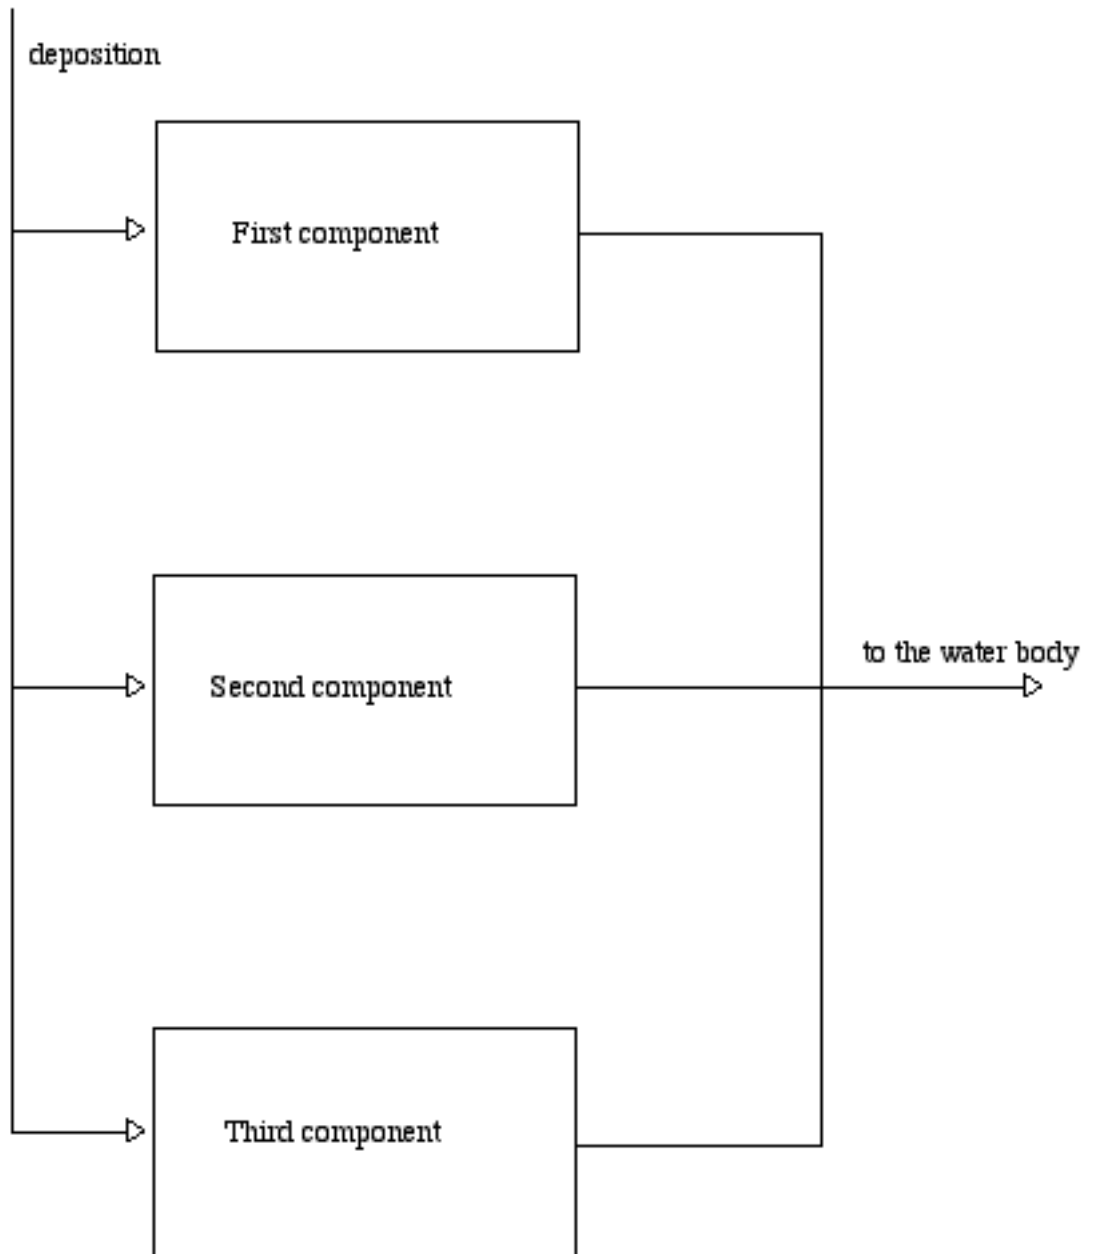 deposition
First component
to the water body
Second component
Third component